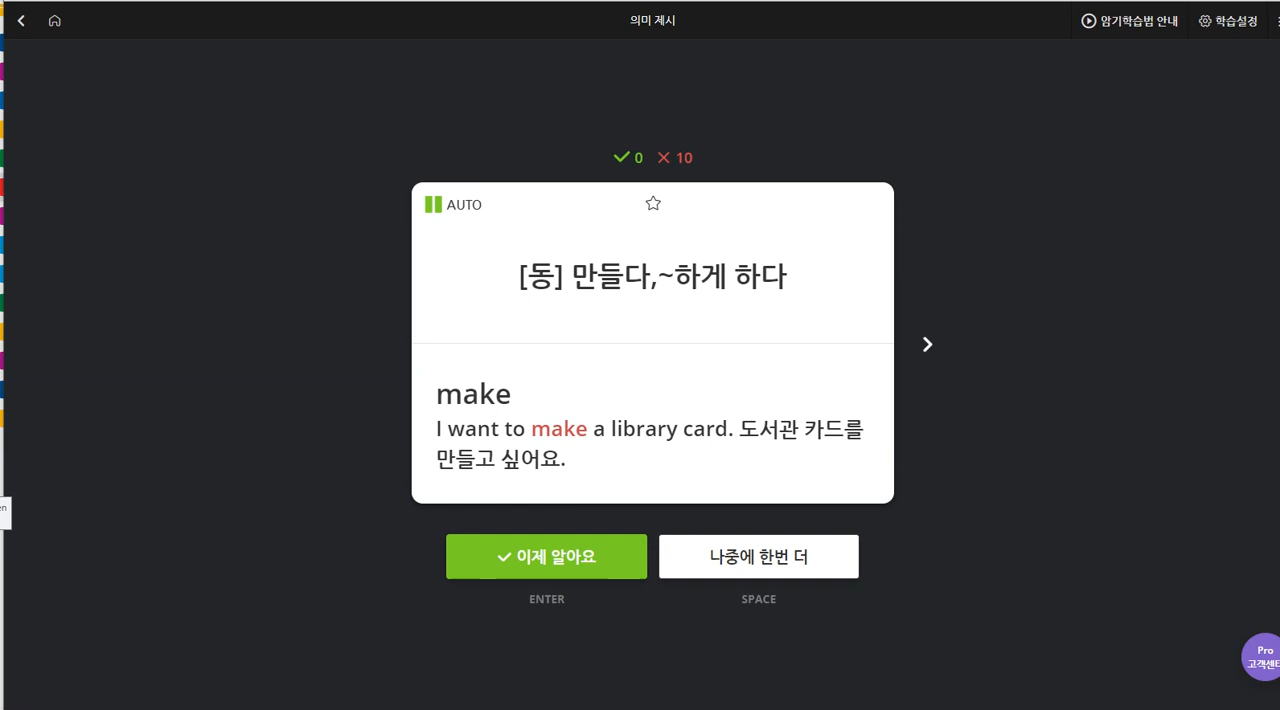 의미 제시
암기학습법 안내
학습설정
0
10
AUTO
[동] 만들다,~하게 하다
make
I want to make a library card. 도서관 카드를
만들고 싶어요.
이제 알아요
나중에 한번 더
ENTER
SPACE
Pro
고객센터
en